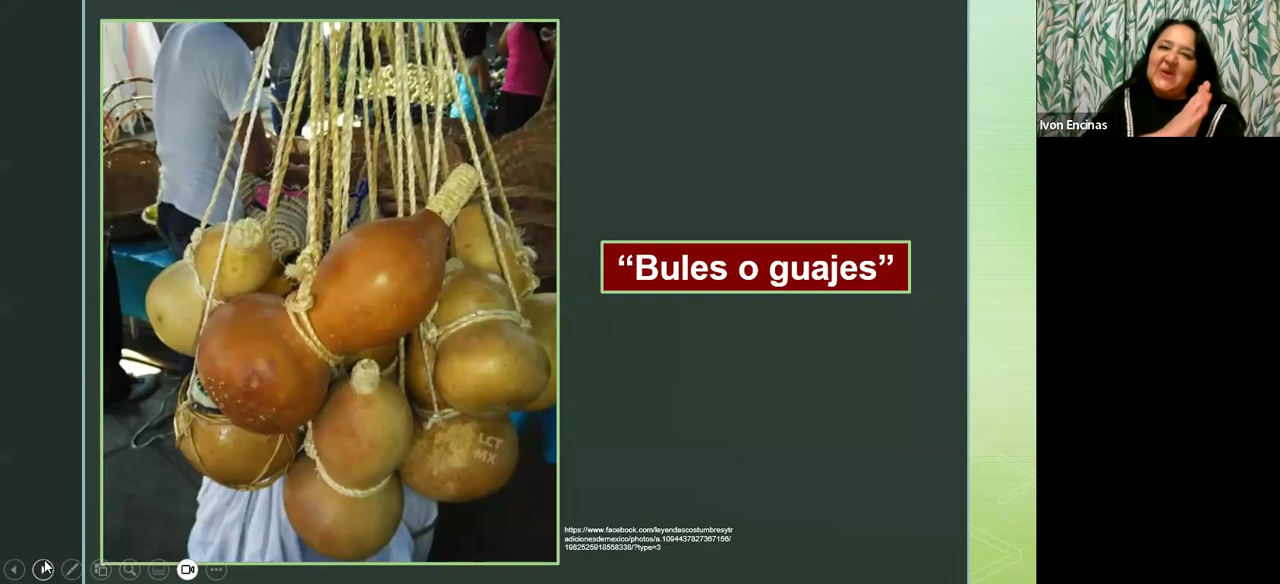 “Bules o guajes”
LCT
MX
https://www.facebook.com/leyendascostumbresytr
adicionesdemexico/photos/a.1094437827367156/
1982525918558338/?type=3
Ivon Encinas